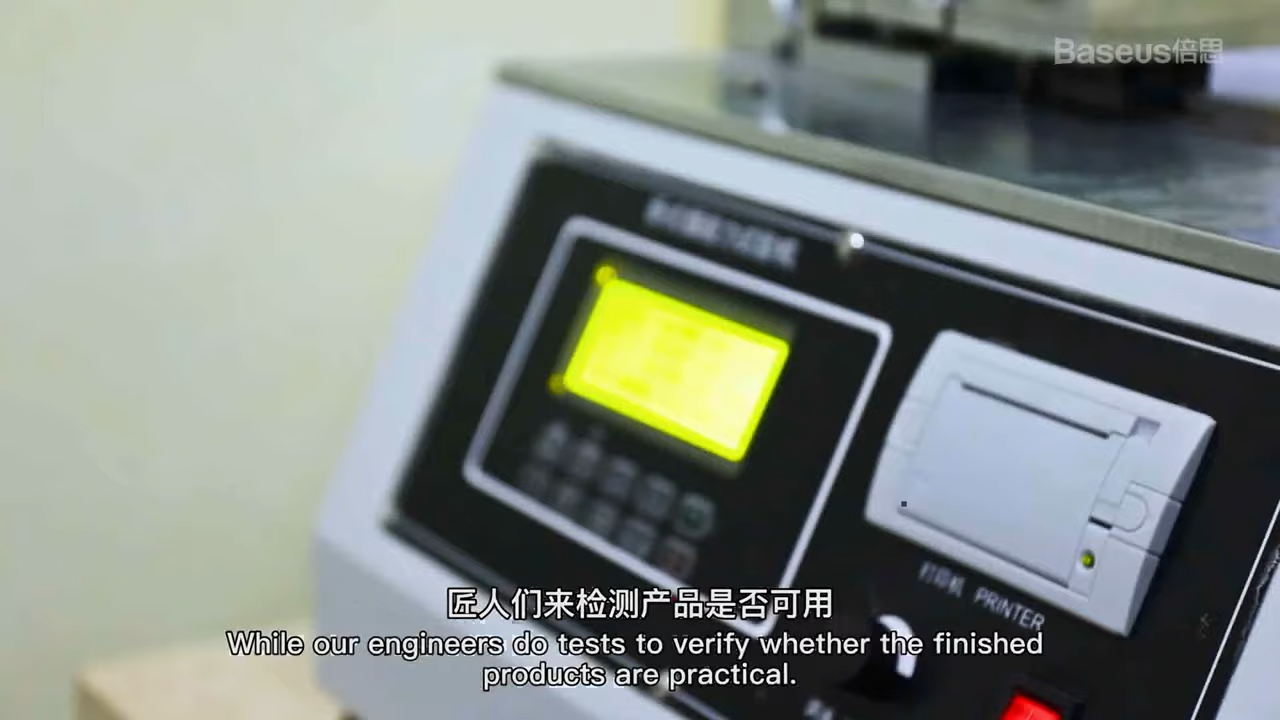 Baseus倍思
打印机 PRINTER
匠人们来检测产品是否可用
While our engineers do tests to verify whether the finished
products are practical.